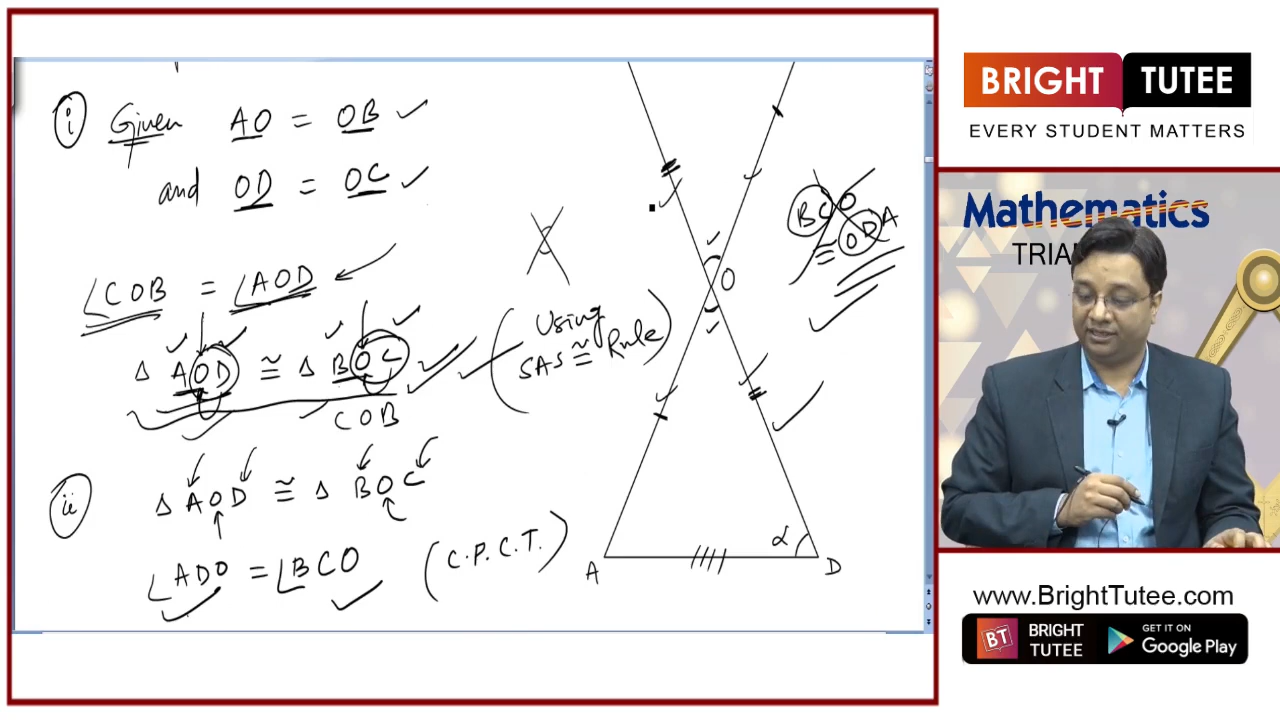 i Given AO = OB
and OD = OC
∠COB = ∠AOD
Δ AOD ≅ Δ BOC
COB
(Using
SAS ≅ Rule)
ii Δ AOD ≅ Δ BOC
∠ADO = ∠BCO (C.P.C.T.)
BCO
≅ ODA
O
α
A
D
BRIGHT TUTEE
EVERY STUDENT MATTERS
Mathematics
www.BrightTutee.com
BT
BRIGHT
TUTEE
GET IT ON
Google Play